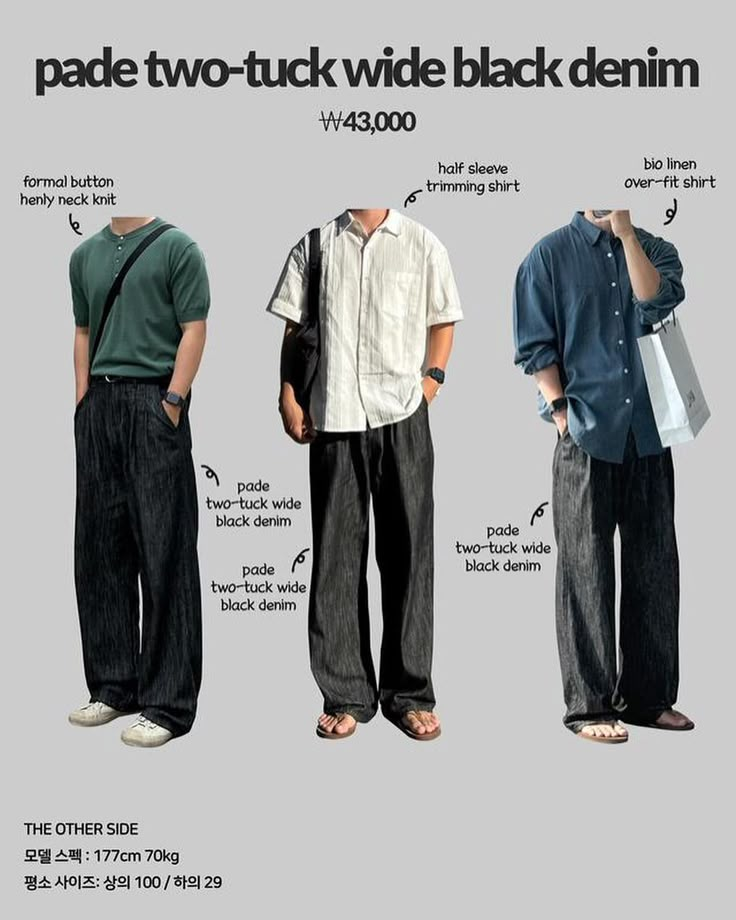 pade two-tuck wide black denim
₩43,000
formal button
henly neck knit
half sleeve
trimming shirt
bio linen
over-fit shirt
pade
two-tuck wide
black denim
pade
two-tuck wide
black denim
pade
two-tuck wide
black denim
THE OTHER SIDE
모델 스펙 : 177cm 70kg
평소 사이즈: 상의 100 / 하의 29